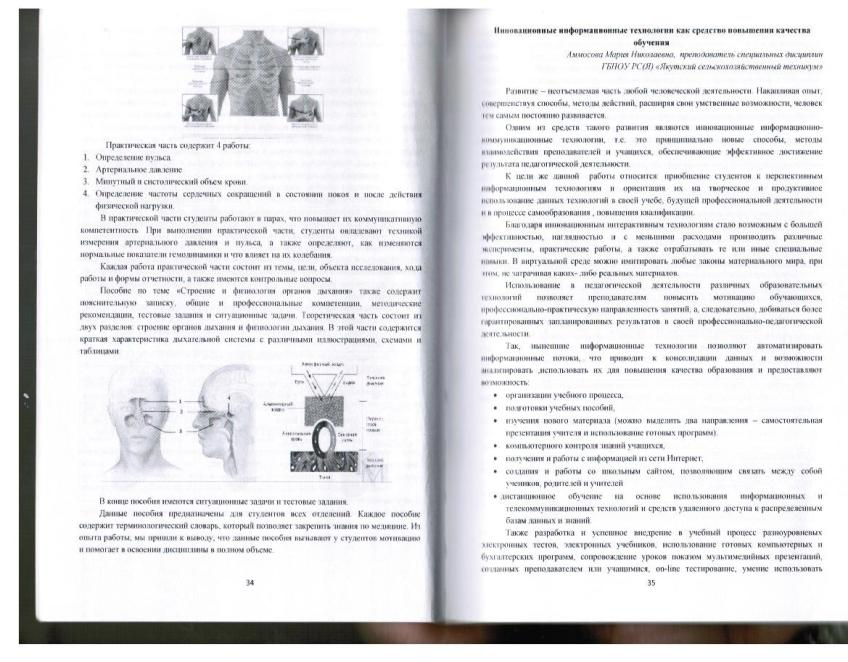 Практическая часть содержит 4 работы:
1. Определение пульса
2. Артериальное давление
3. Минутный и систолический объем крови.
4. Определение частоты сердечных сокращений в состоянии покоя и после действия
физической нагрузки.
В практической части студенты работают в парах, что повышает их коммуникативную
компетентность При выполнении практической части, студенты овладевают техникой
измерения артериального давления и пульса, а также определяют, как изменяются
нормальные показатели гемодинамики и что влияет на их колебания.
Каждая работа практической части состоит из темы, цели, объекта исследования, хода
работы и формы отчетности, а также имеются контрольные вопросы.
Пособие по теме «Строение и физиология органов дыхания» также содержит
пояснительную записку, общие и профессиональные компетенции, методические
рекомендации, тестовые задания и ситуационные задачи. Теоретическая часть состоит из
двух разделов: строение органов дыхания и физиологии дыхания. В этой части содержится
краткая характеристика дыхательной системы с различными иллюстрациями, схемами и
таблицами
1
2
3
4
В конце пособия имеются ситуационные задачи и тестовые задания.
Данные пособия предназначены для студентов всех отделений. Каждое пособие
содержит терминологический словарь, который позволяет закрепить знания по медицине. Из
опыта работы, мы пришли к выводу, что данные пособия вызывают у студентов мотивацию
и помогает в освоении дисциплины в полном объеме.
34
Инновационные информационные технологии как средство повышения качества
обучения
Аммосова Мария Николаевна, преподаватель специальных дисциплин
ГБПОУ РС(Я) «Якутский сельскохозяйственный техникум»
Развитие – неотъемлемая часть любой человеческой деятельности. Накапливая опыт,
совершенствуя способы, методы действий, расширяя свои умственные возможности, человек
тем самым постоянно развивается.
Одним из средств такого развития являются инновационные информационно-
коммуникационные технологии, т.е. это принципиально новые способы, методы
взаимодействия преподавателей и учащихся, обеспечивающие эффективное достижение
результата педагогической деятельности.
К цели же данной работы относится приобщение студентов к перспективным
информационным технологиям и ориентация их на творческое и продуктивное
использование данных технологий в своей учебе, будущей профессиональной деятельности
и в процессе самообразования , повышения квалификации.
Благодаря инновационным интерактивным технологиям стало возможным с большей
эффективностью, наглядностью и с меньшими расходами производить различные
эксперименты, практические работы, а также отрабатывать те или иные специальные
навыки. В виртуальной среде можно имитировать любые законы материального мира, при
этом, не затрачивая каких- либо реальных материалов.
Использование в педагогической деятельности различных образовательных
технологий позволяет преподавателям повысить мотивацию обучающихся,
профессионально-практическую направленность занятий, а, следовательно, добиваться более
гарантированных запланированных результатов в своей профессионально-педагогической
деятельности.
Так, нынешние информационные технологии позволяют автоматизировать
информационные потоки, что приводит к консолидации данных и возможности
анализировать ,использовать их для повышения качества образования и предоставляют
возможность:
• организации учебного процесса,
• подготовки учебных пособий,
• изучения нового материала (можно выделить два направления – самостоятельная
презентация учителя и использование готовых программ).
• компьютерного контроля знаний учащихся,
• получения и работы с информацией из сети Интернет,
• создания и работы со школьным сайтом, позволяющим связать между собой
учеников, родителей и учителей
• дистанционное обучение на основе использования информационных и
телекоммуникационных технологий и средств удаленного доступа к распределенным
базам данных и знаний.
Также разработка и успешное внедрение в учебный процесс разноуровневых
электронных тестов, электронных учебников, использование готовых компьютерных и
бухгалтерских программ, сопровождение уроков показом мультимедийных презентаций,
созданных преподавателем или учащимися, on-line тестирование, умение использовать
35